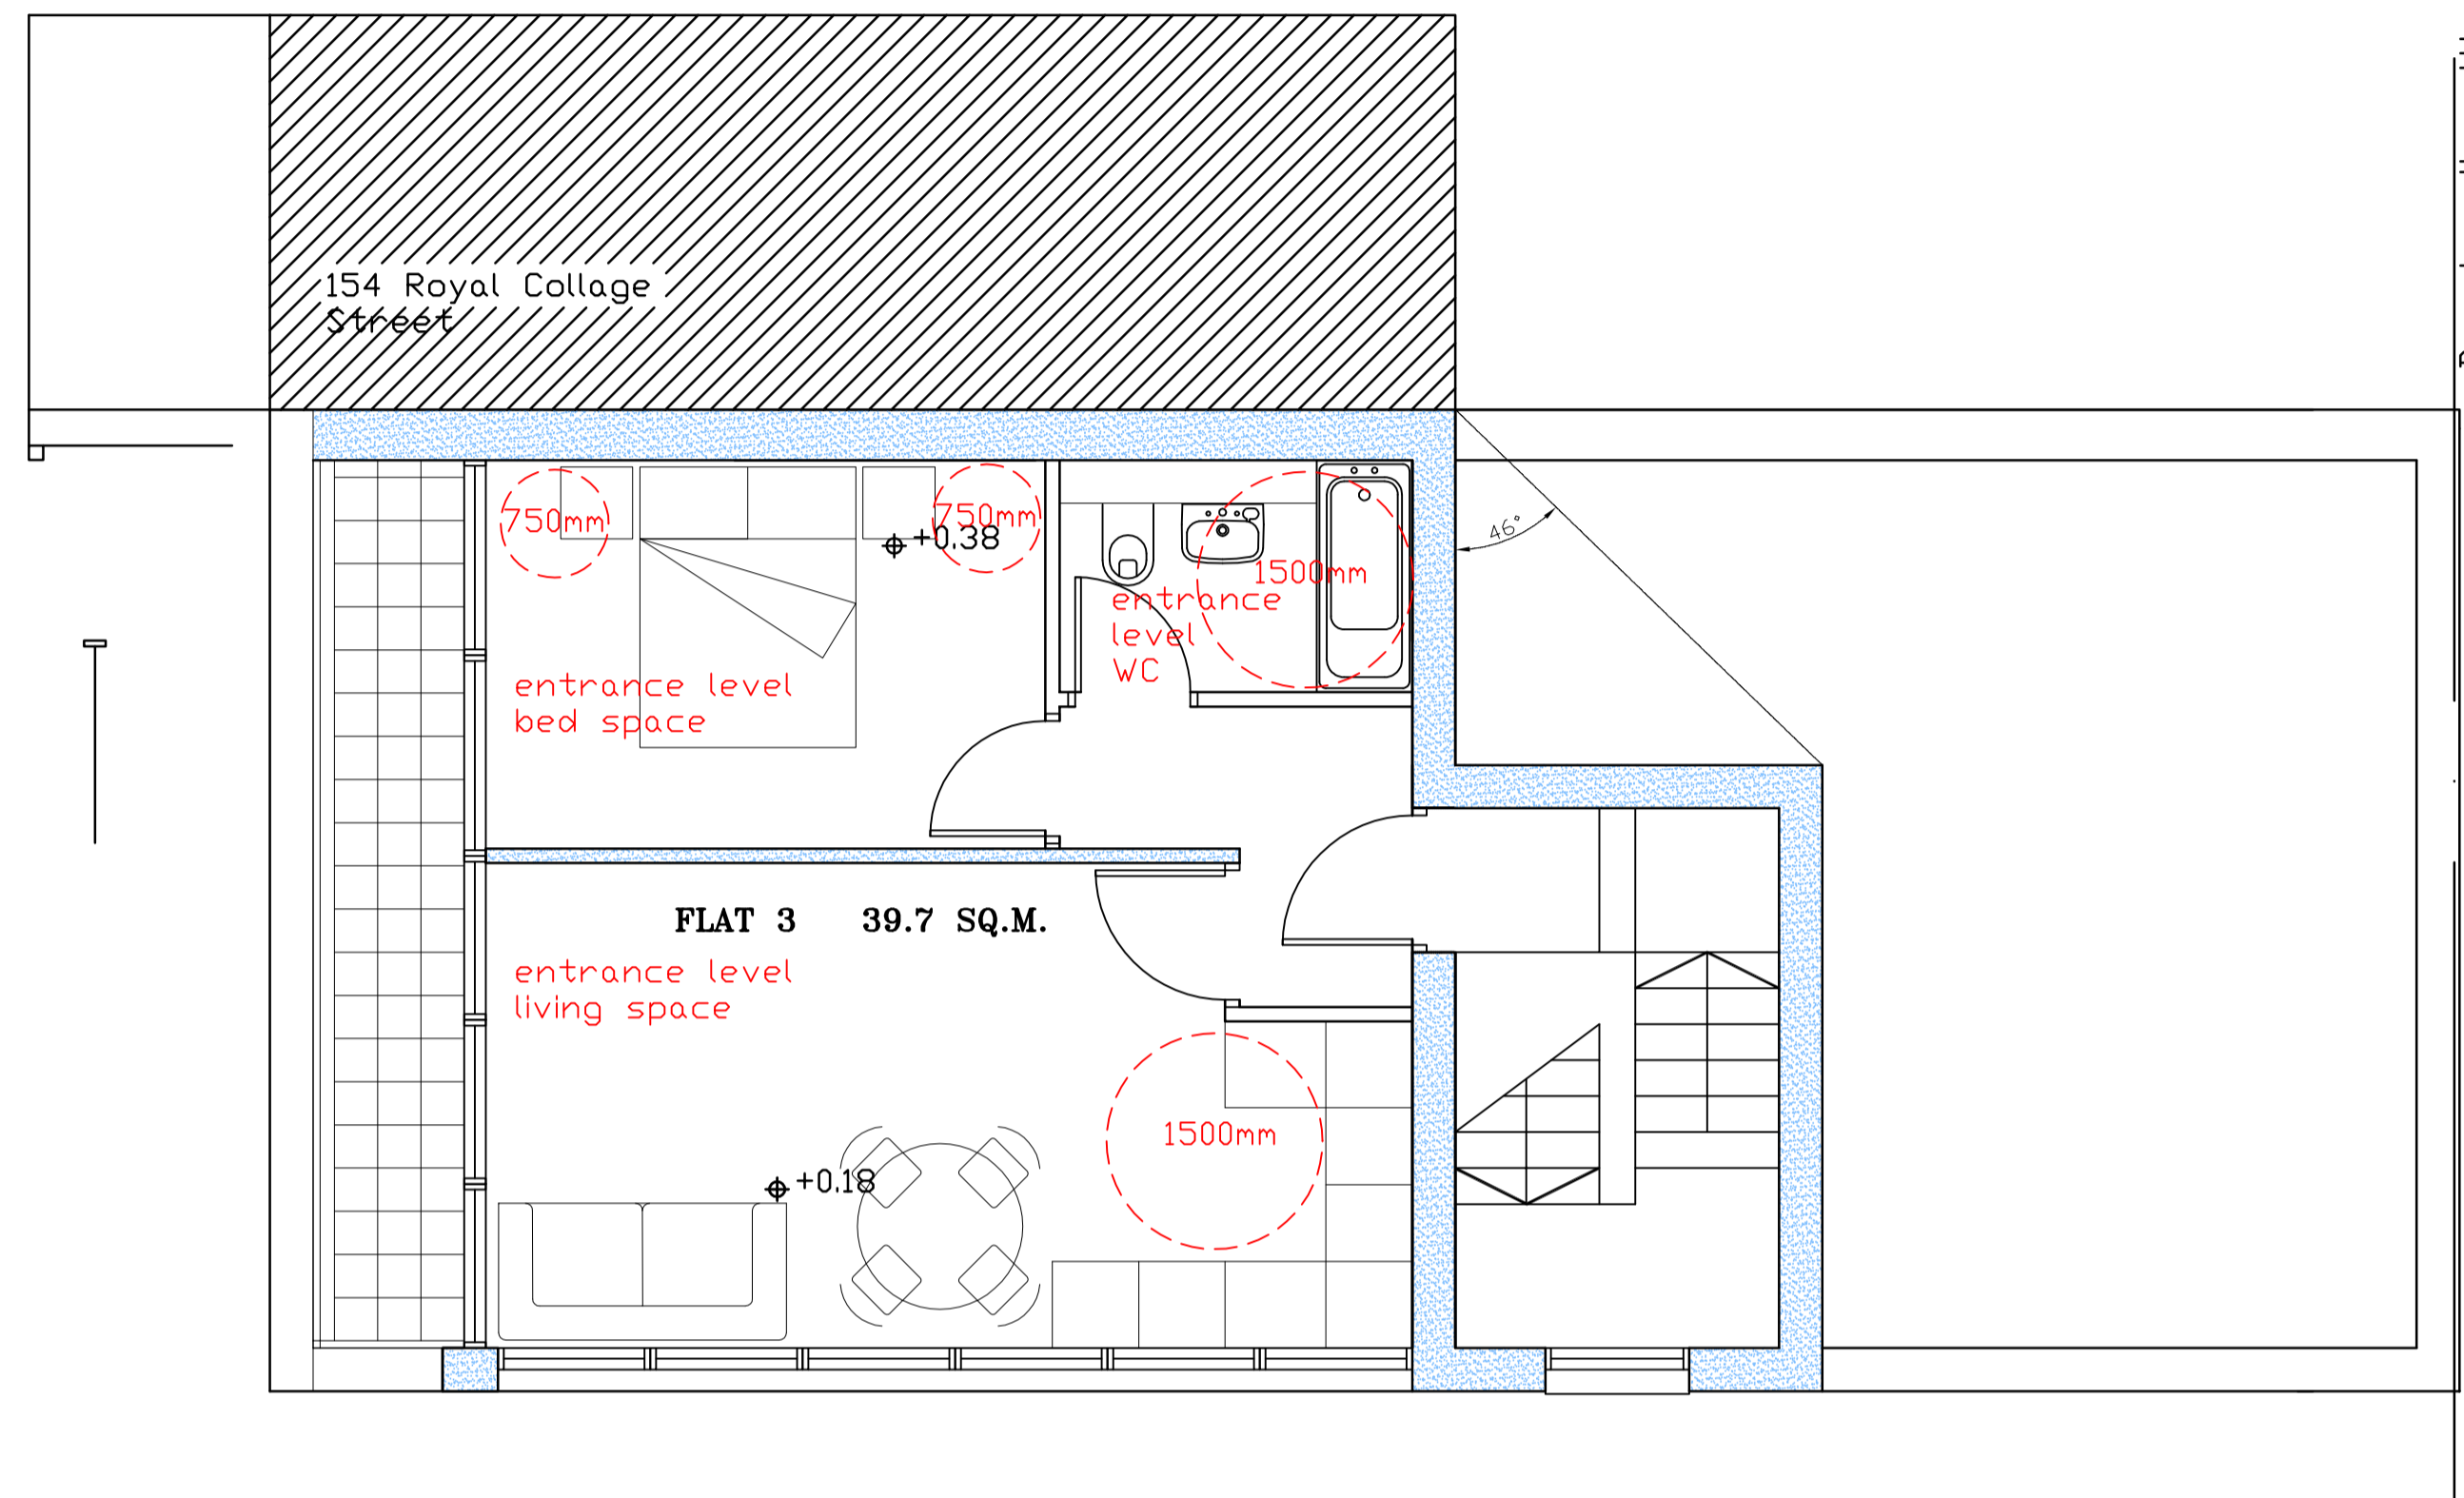 154 Royal Collage
Street
750mm
750mm
+0.38
1500mm
entrance
level
WC
46°
entrance level
bed space
FLAT 3 39.7 SQ.M.
entrance level
living space
1500mm
+0.18